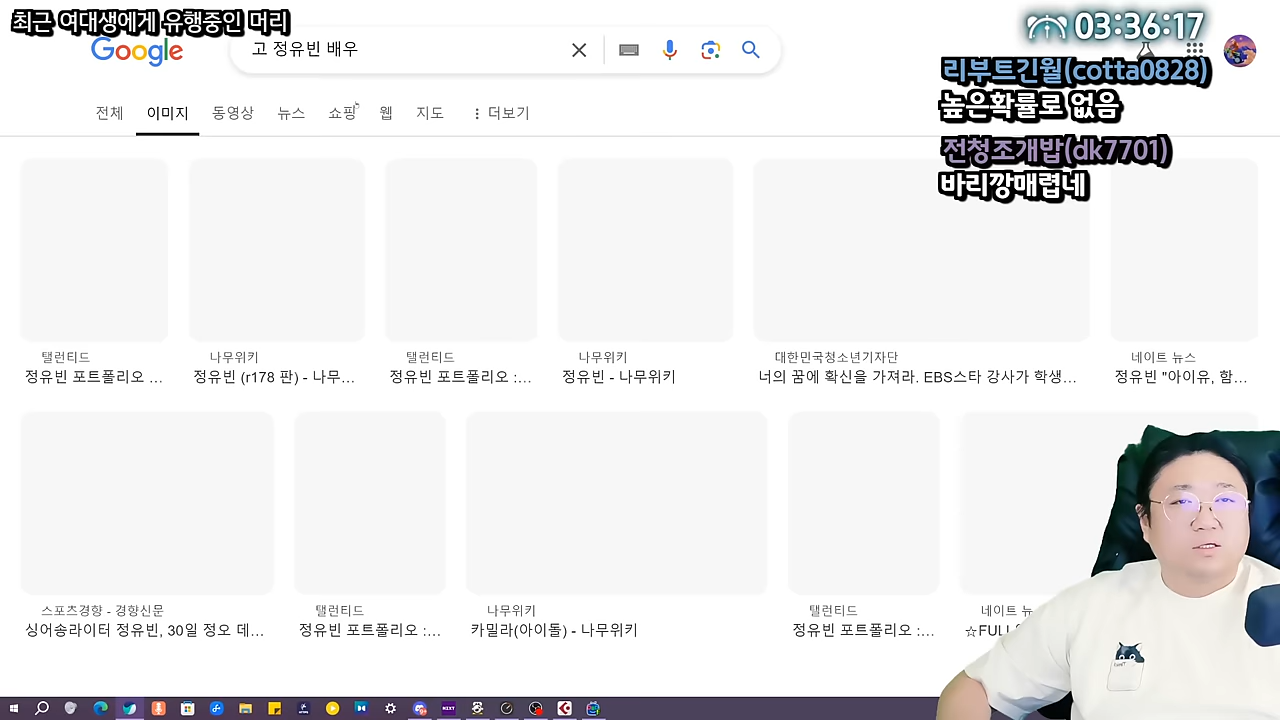 최근 여대생에게 유행중인 머리
03:36:17
Google
고 정유빈 배우
리부트긴월(cotta0828)
높은확률로 없음
전체 이미지 동영상 뉴스 쇼핑 웹 지도 더보기
전청조개밥(dk7701)
바리깡매렵네
탤런티드 나무위키 탤런티드 나무위키 대한민국청소년기자단 네이트 뉴스
정유빈 포트폴리오 ... 정유빈 (r178 판) - 나무... 정유빈 포트폴리오 :... 정유빈 - 나무위키 너의 꿈에 확신을 가져라. EBS스타 강사가 학생... 정유빈 "아이유, 함...
스포츠경향 - 경향신문 탤런티드 나무위키 탤런티드 네이트 뉴
싱어송라이터 정유빈, 30일 정오 데... 정유빈 포트폴리오 :... 카밀라(아이돌) - 나무위키 정유빈 포트폴리오 :... ☆FULL
NEXT